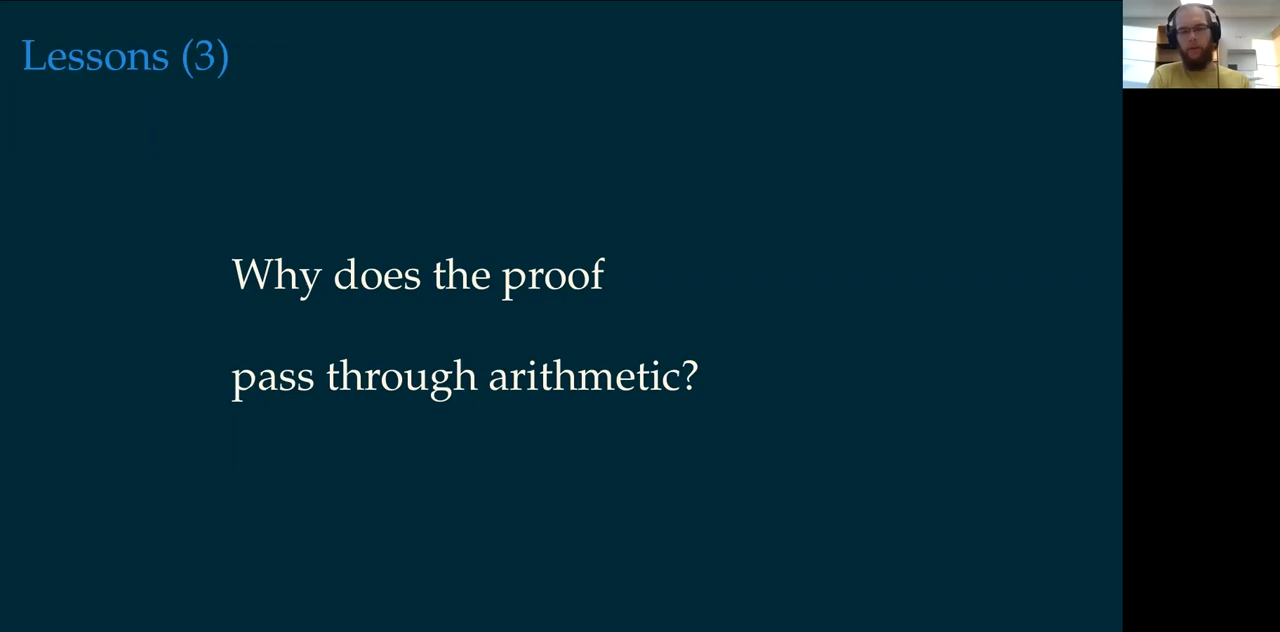 Lessons (3)
Why does the proof
pass through arithmetic?